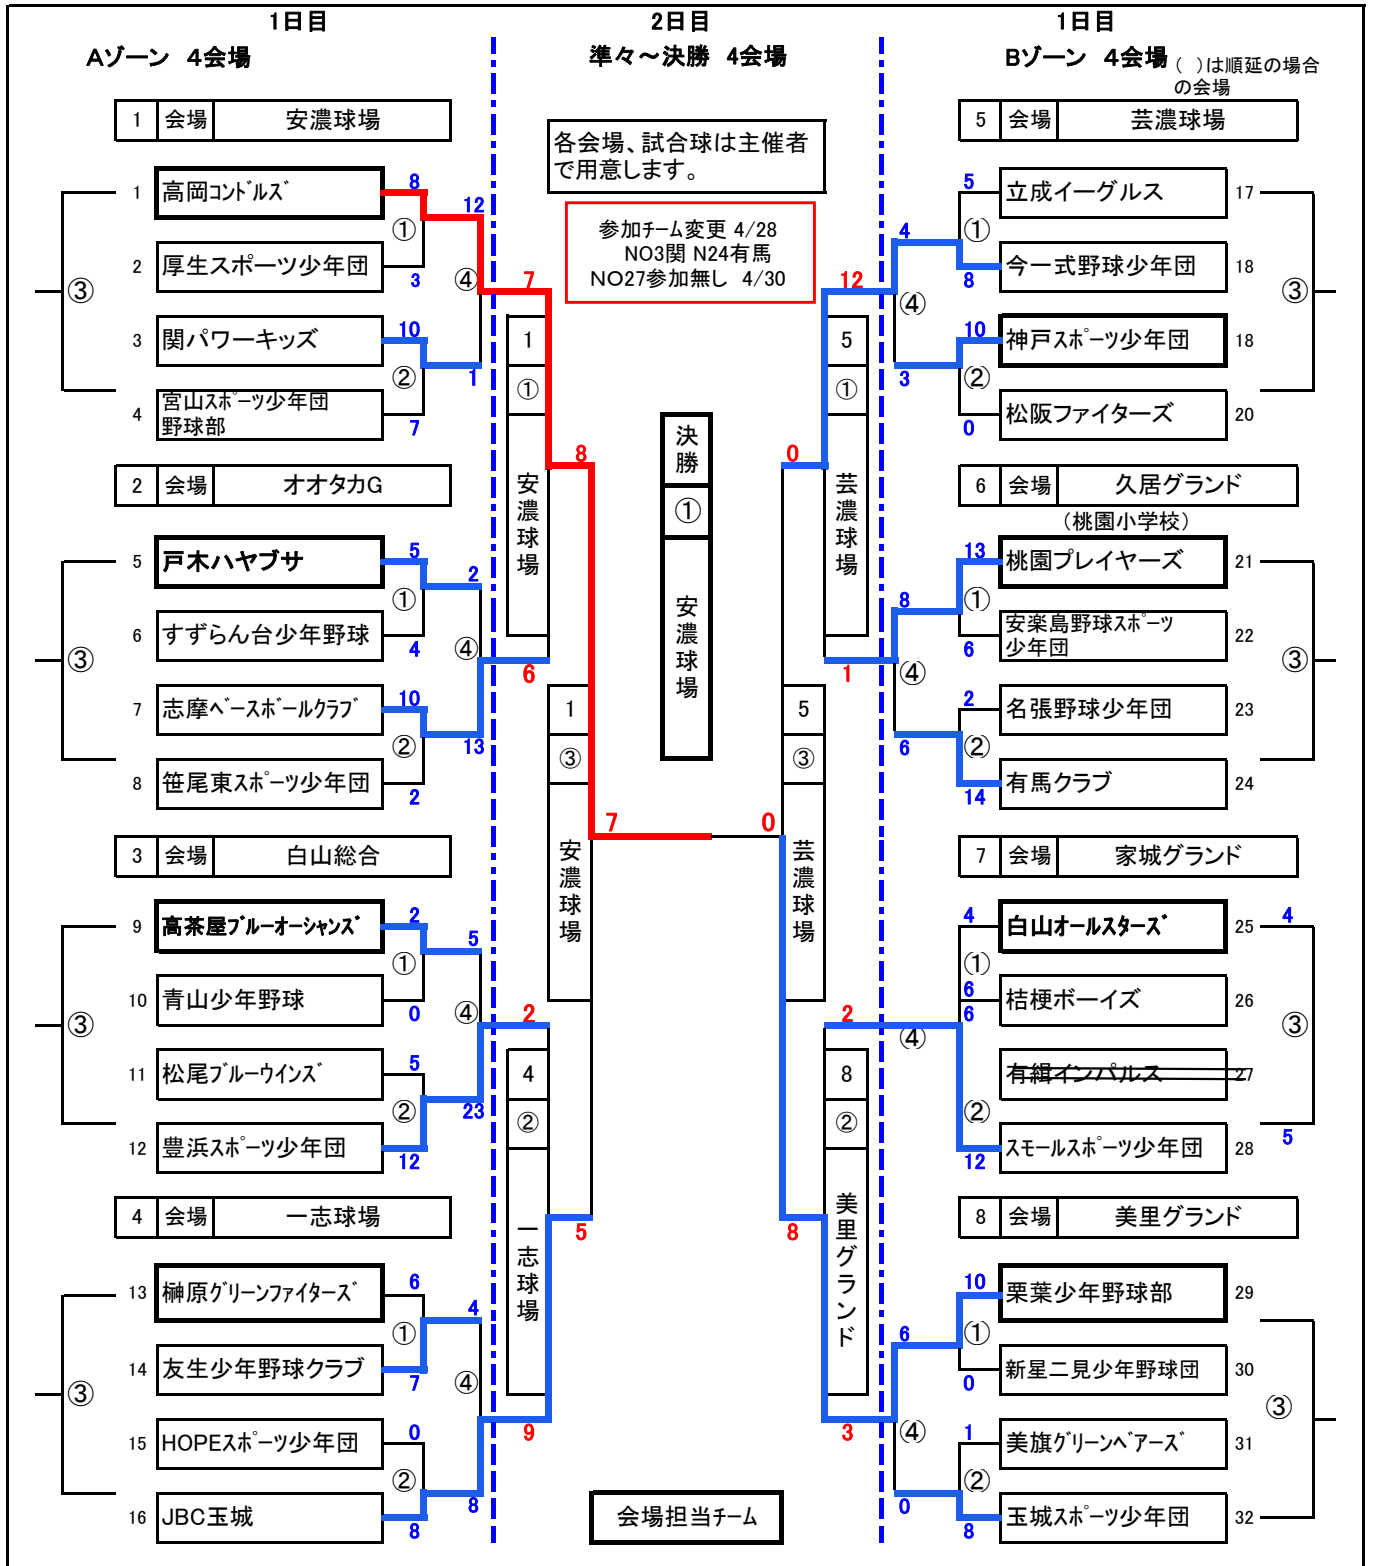 1日目
2日目
1日目
Aゾーン 4会場
準々～決勝 4会場
Bゾーン 4会場
( )は順延の場合
の会場
1 会場 安濃球場
各会場、試合球は主催者
で用意します。
参加チーム変更 4/28
NO3関 N24有馬
NO27参加無し 4/30
5 会場 芸濃球場
1 高岡コンドルズ 8
① 12
2 厚生スポーツ少年団 3
③ ④ 7
3 関パワーキッズ 10
② 1
4 宮山スポーツ少年団
野球部 7
5 立成イーグルス 17
4 ①
8 今一式野球少年団 18
12 ④ ③
10 神戸スポーツ少年団 18
3 ②
0 松阪ファイターズ 20
1
①
安濃球場
8
6
5
①
芸濃球場
0
1
決勝
①
安濃球場
2 会場 オオタカG
5 戸木ハヤブサ 5
① 2
6 すずらん台少年野球 4
③ ④
7 志摩ベースボールクラブ 10
② 13
8 笹尾東スポーツ少年団 2
6 会場 久居グランド
(桃園小学校)
13 桃園プレイヤーズ 21
8 ①
6 安楽島野球スポーツ
少年団 22
④ ③
2 名張野球少年団 23
6 ②
14 有馬クラブ 24
1
③
安濃球場
7
5
③
芸濃球場
0
3 会場 白山総合
9 高茶屋ブルーオーシャンズ 2
① 5
10 青山少年野球 0
③ ④ 2
11 松尾ブルーウインズ 5
② 23
12 豊浜スポーツ少年団 12
7 会場 家城グランド
4 白山オールスターズ 25 4
①
6 桔梗ボーイズ 26
6
2 ④ ③
有緝インパルス 27
②
12 スモールスポーツ少年団 28 5
4
②
一志球場
5
8
②
美里グランド
8
4 会場 一志球場
13 榊原グリーンファイターズ 6
① 4
14 友生少年野球クラブ 7
③ ④ 9
15 HOPEスポーツ少年団 0
② 8
16 JBC玉城 8
8 会場 美里グランド
10 栗葉少年野球部 29
6 ①
0 新星二見少年野球団 30
3 ④ ③
1 美旗グリーンベアーズ 31
0 ②
8 玉城スポーツ少年団 32
会場担当チーム